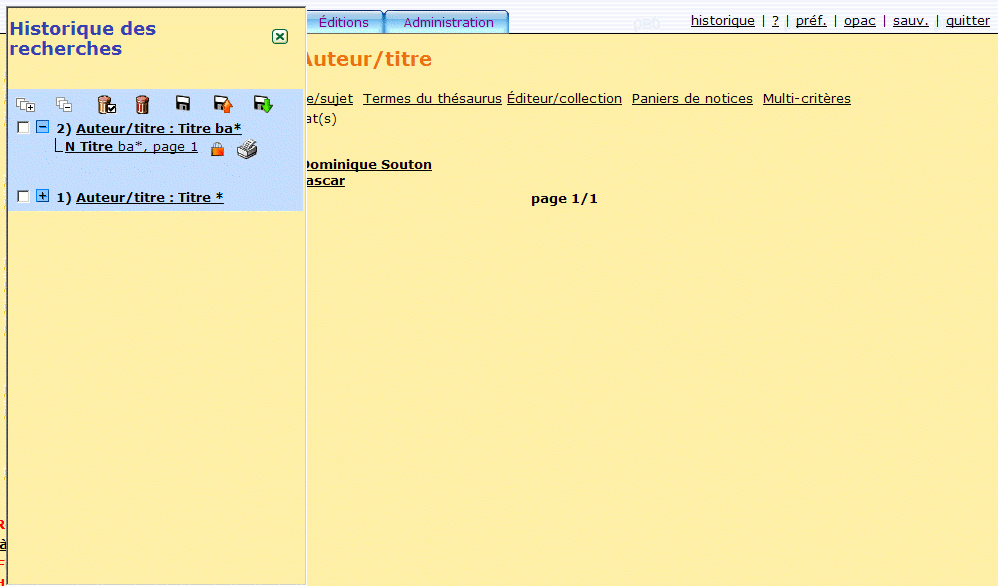 Historique des
recherches
Éditions
Administration
pmb
historique | ? | préf. | opac | sauv. | quitter
Auteur/titre
e/sujet Termes du thésaurus Éditeur/collection Paniers de notices Multi-critères
at(s)
2) Auteur/titre : Titre ba*
N Titre ba*, page 1
Dominique Souton
ascar
1) Auteur/titre : Titre *
page 1/1
R
à
F
H